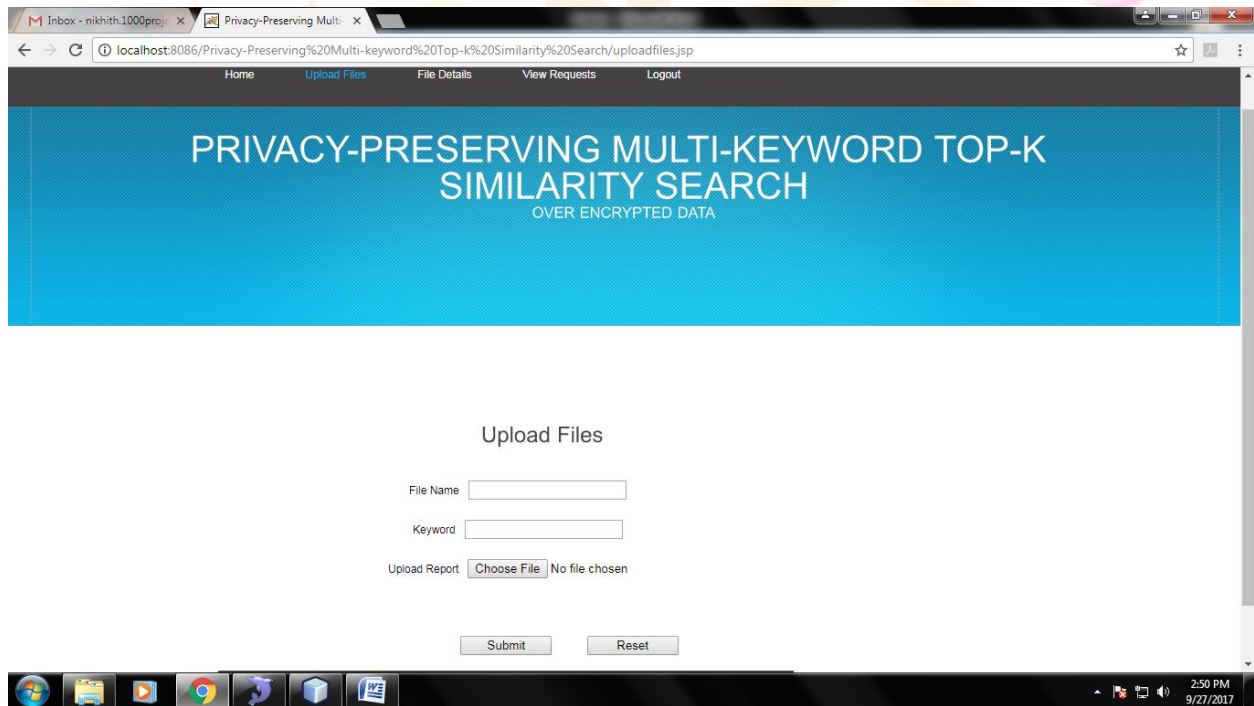 Inbox - nikhith.1000proje
Privacy-Preserving Multi-
localhost:8086/Privacy-Preserving%20Multi-keyword%20Top-k%20Similarity%20Search/uploadfiles.jsp
Home Upload Files File Details View Requests Logout
PRIVACY-PRESERVING MULTI-KEYWORD TOP-K
SIMILARITY SEARCH
OVER ENCRYPTED DATA
Upload Files
File Name
Keyword
Upload Report Choose File No file chosen
Submit Reset
2:50 PM
9/27/2017